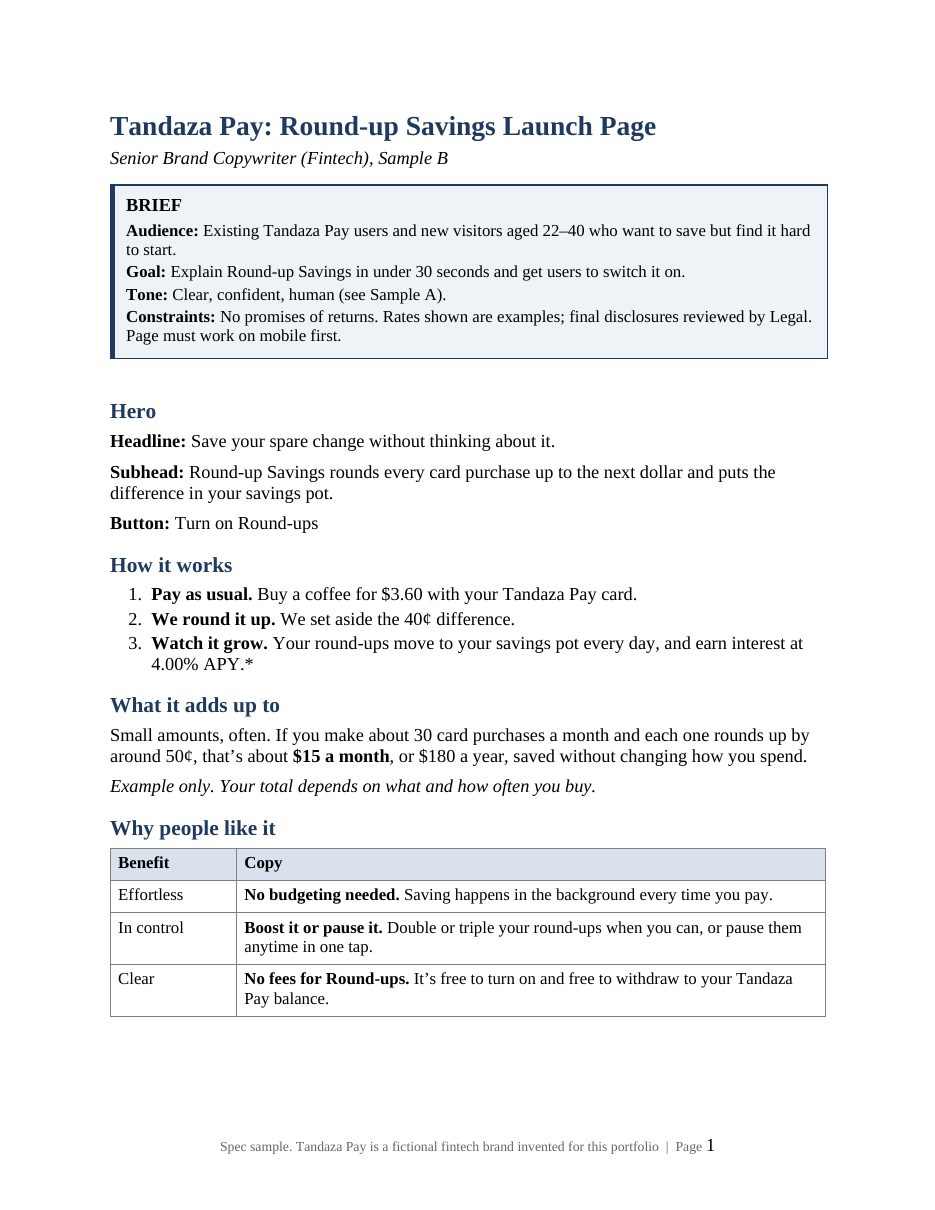 Tandaza Pay: Round-up Savings Launch Page
Senior Brand Copywriter (Fintech), Sample B
BRIEF
Audience: Existing Tandaza Pay users and new visitors aged 22–40 who want to save but find it hard
to start.
Goal: Explain Round-up Savings in under 30 seconds and get users to switch it on.
Tone: Clear, confident, human (see Sample A).
Constraints: No promises of returns. Rates shown are examples; final disclosures reviewed by Legal.
Page must work on mobile first.
Hero
Headline: Save your spare change without thinking about it.
Subhead: Round-up Savings rounds every card purchase up to the next dollar and puts the
difference in your savings pot.
Button: Turn on Round-ups
How it works
1. Pay as usual. Buy a coffee for $3.60 with your Tandaza Pay card.
2. We round it up. We set aside the 40¢ difference.
3. Watch it grow. Your round-ups move to your savings pot every day, and earn interest at
4.00% APY.*
What it adds up to
Small amounts, often. If you make about 30 card purchases a month and each one rounds up by
around 50¢, that’s about $15 a month, or $180 a year, saved without changing how you spend.
Example only. Your total depends on what and how often you buy.
Why people like it
Benefit Copy
Effortless No budgeting needed. Saving happens in the background every time you pay.
In control Boost it or pause it. Double or triple your round-ups when you can, or pause them
anytime in one tap.
Clear No fees for Round-ups. It’s free to turn on and free to withdraw to your Tandaza
Pay balance.
Spec sample. Tandaza Pay is a fictional fintech brand invented for this portfolio | Page 1